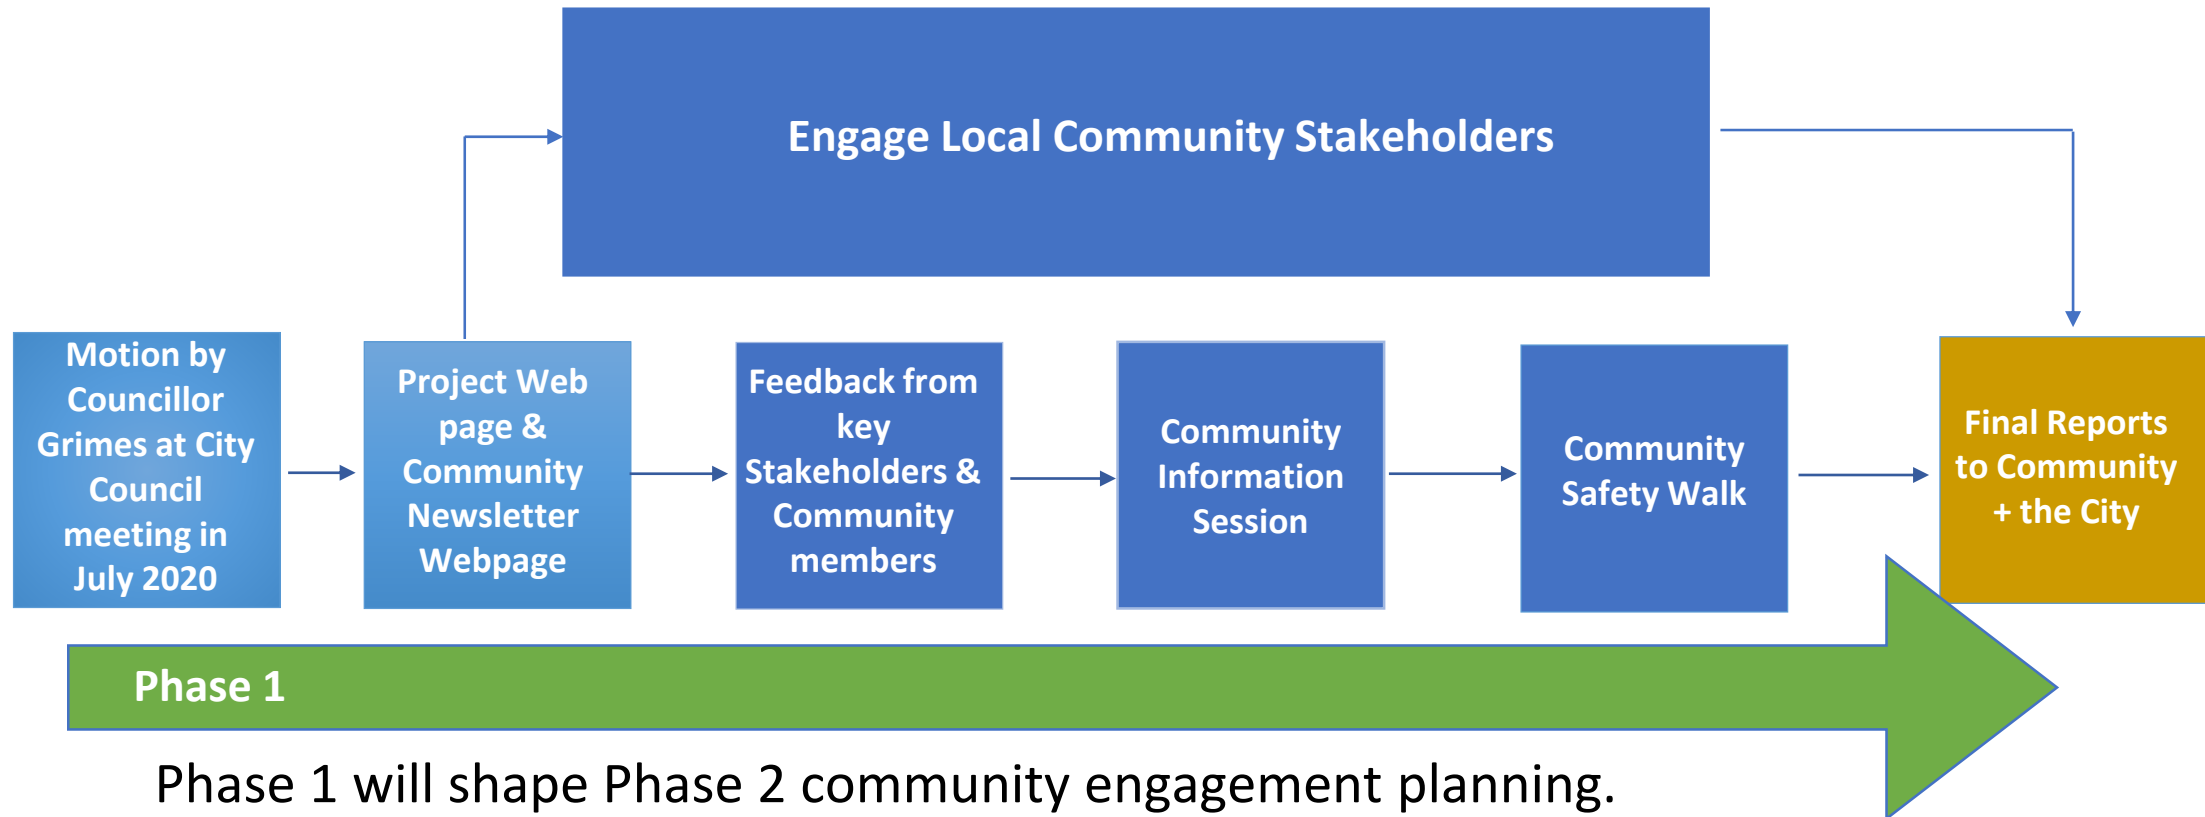 Engage Local Community Stakeholders
Motion by
Councillor
Grimes at City
Council
meeting in
July 2020
Project Web
page &
Community
Newsletter
Webpage
Feedback from
key
Stakeholders &
Community
members
Community
Information
Session
Community
Safety Walk
Final Reports
to Community
+ the City
Phase 1
Phase 1 will shape Phase 2 community engagement planning.